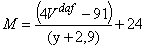 M = (4V^{daf} − 91) / (y + 2,9) + 24